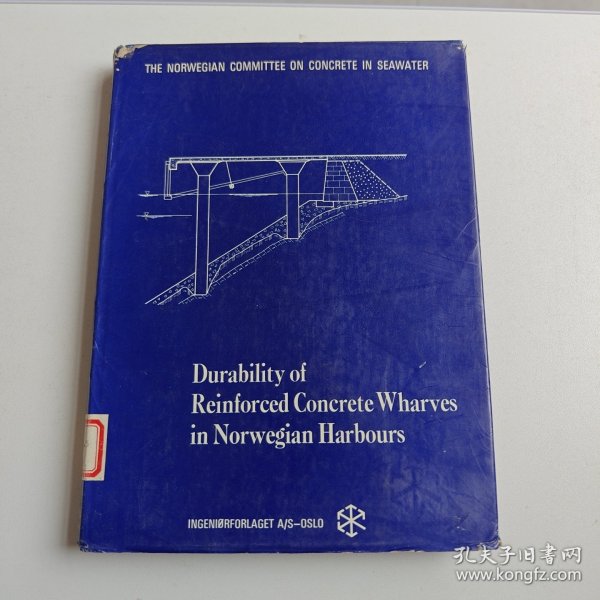 THE NORWEGIAN COMMITTEE ON CONCRETE IN SEAWATER
Durability of
Reinforced Concrete Wharves
in Norwegian Harbours
INGENIØRFORLAGET A/S–OSLO
孔夫子旧书网
www.kongfz.com